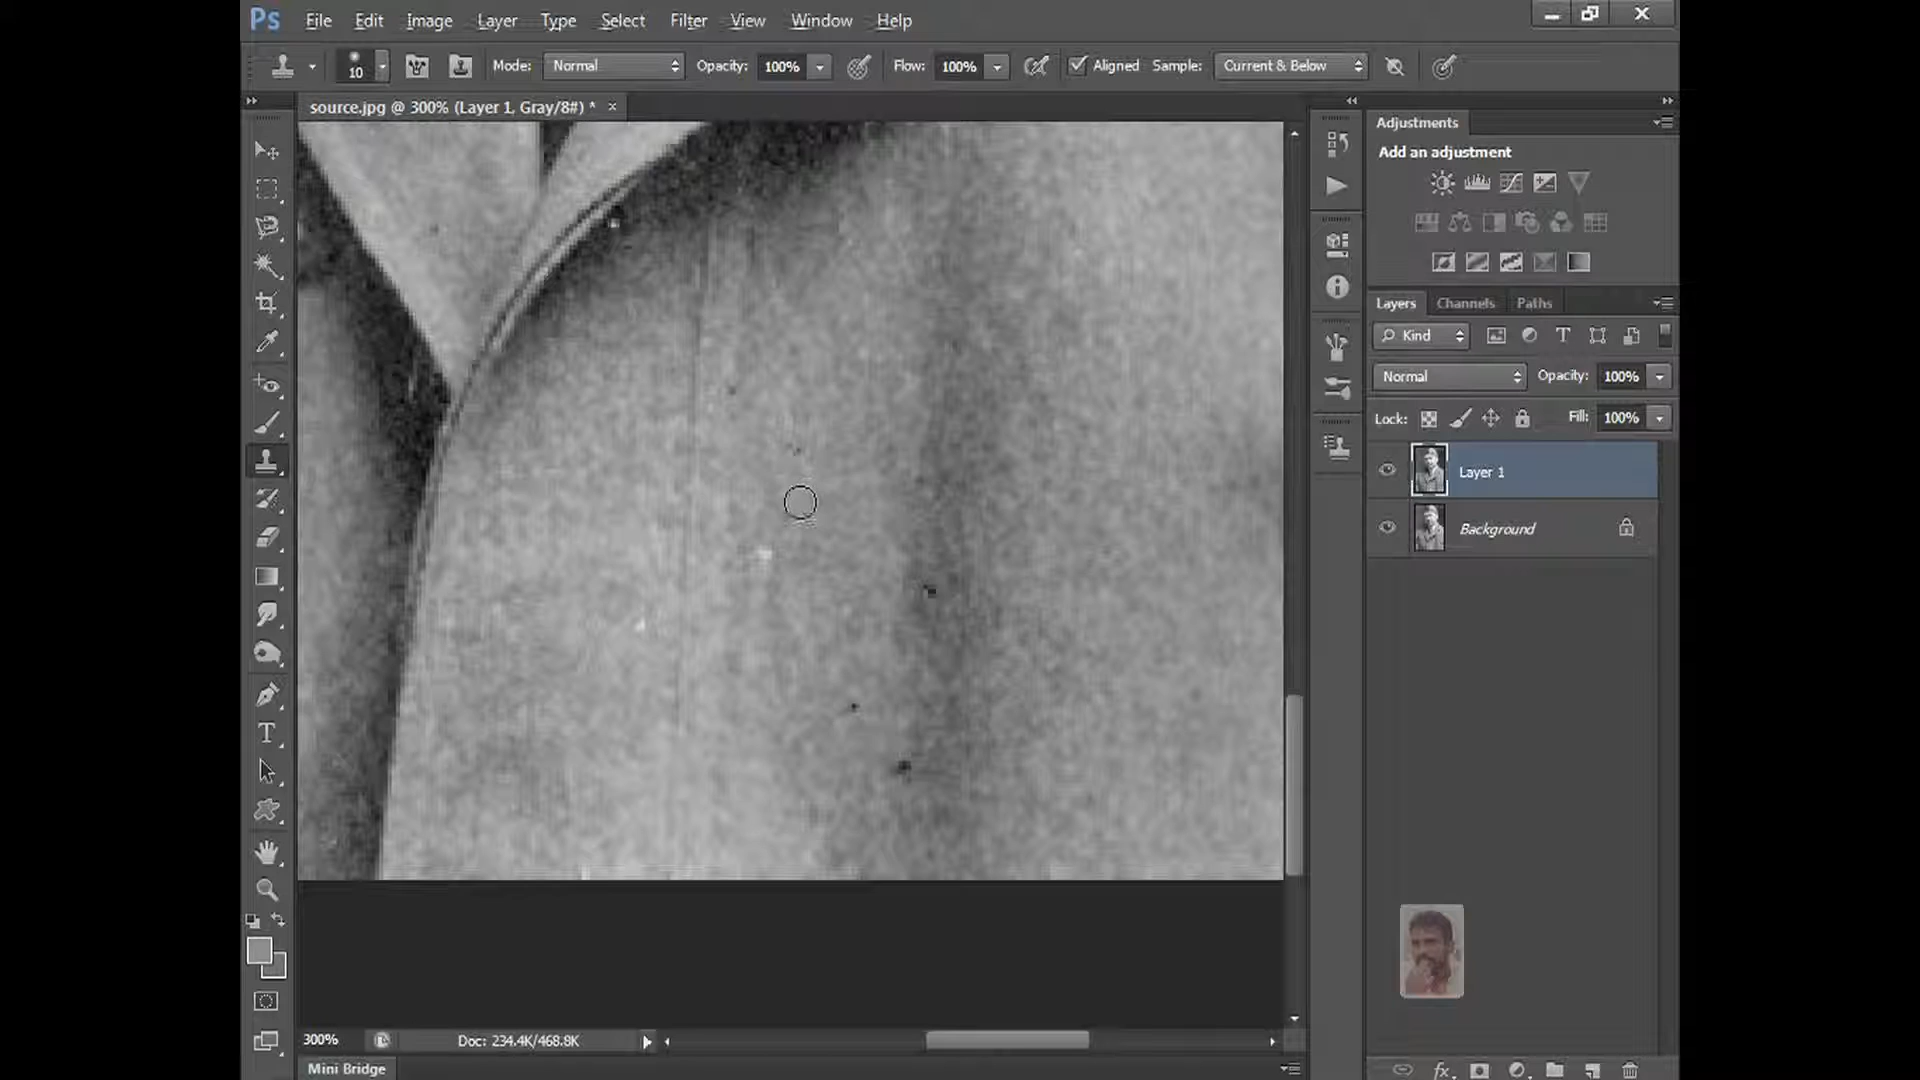 Ps File Edit Image Layer Type Select Filter View Window Help
10 Mode: Normal Opacity: 100% Flow: 100% Aligned Sample: Current & Below
source.jpg @ 300% (Layer 1, Gray/8#) * ×
Adjustments
Add an adjustment
Layers Channels Paths
Kind T
Normal Opacity: 100%
Lock: Fill: 100%
Layer 1
Background
T
300% Doc: 234.4K/468.8K
fx
Mini Bridge